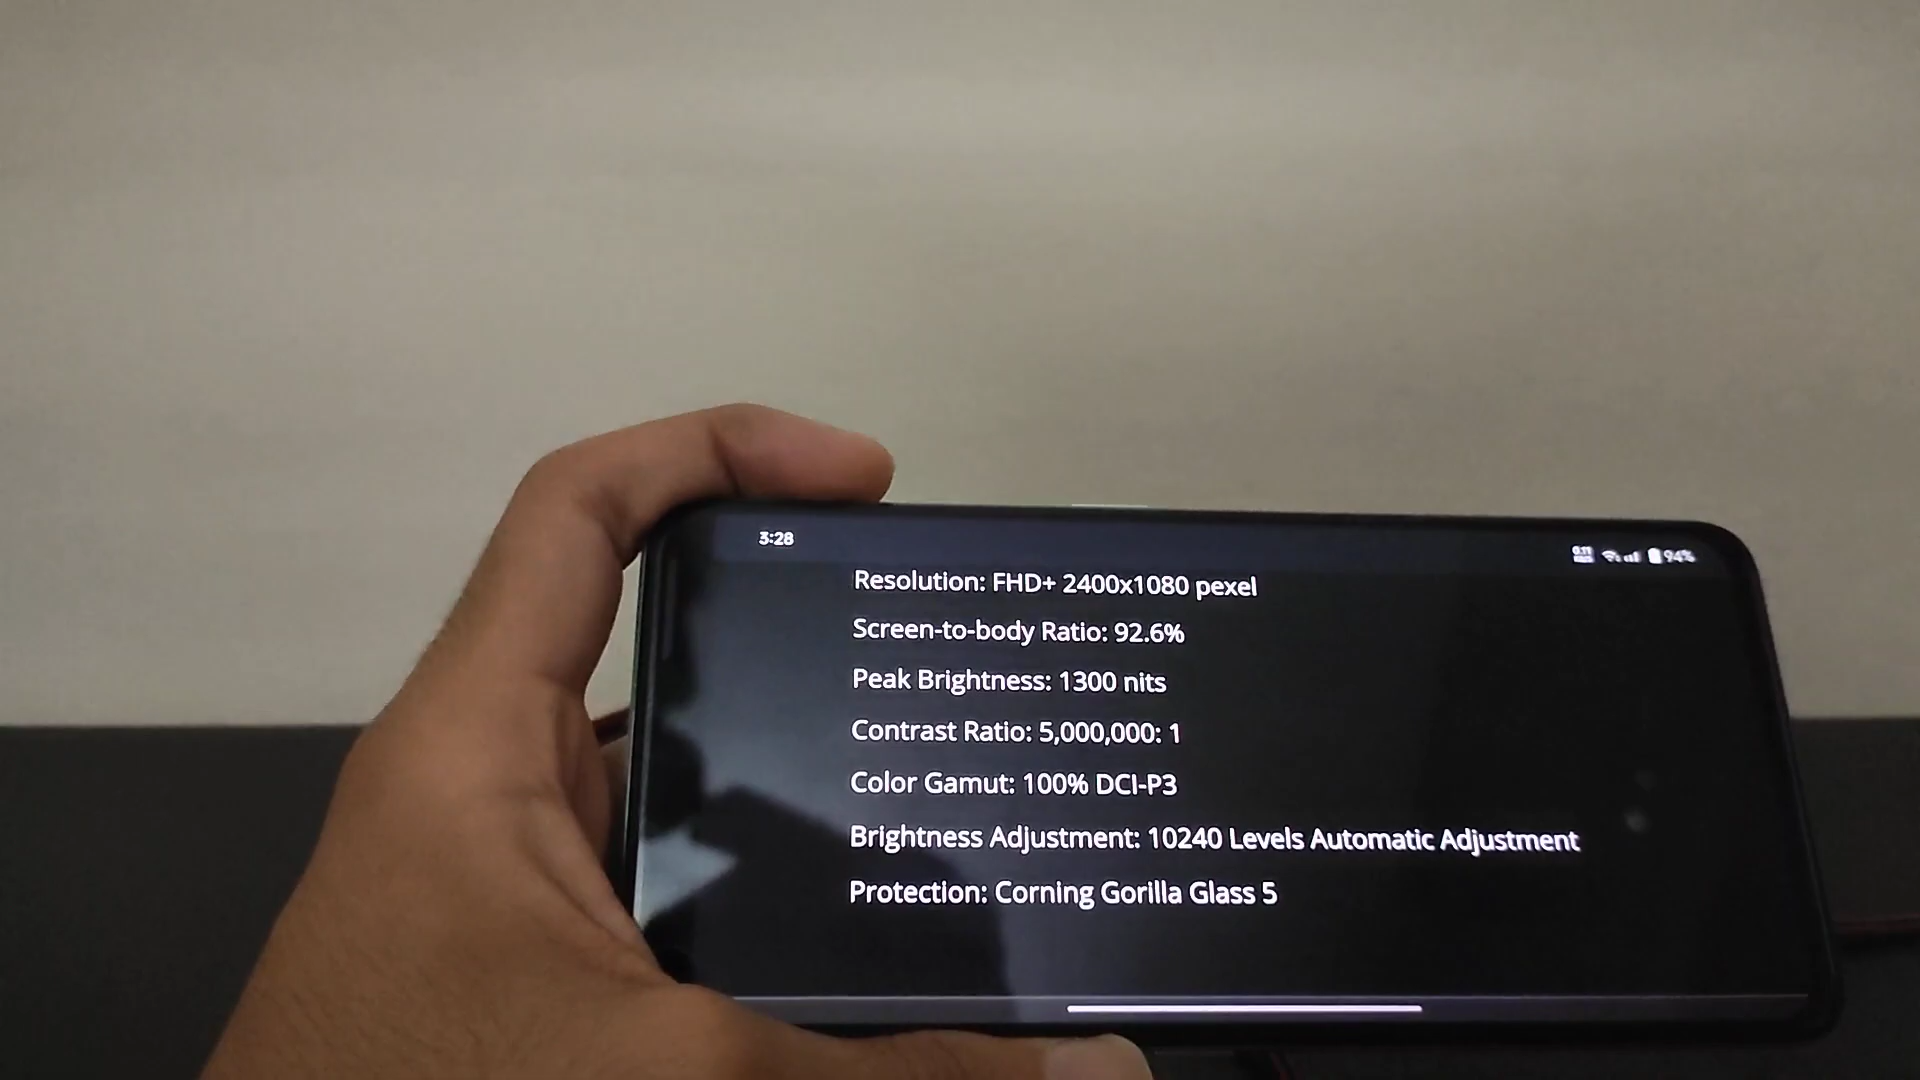 3:28
94%
Resolution: FHD+ 2400x1080 pexel
Screen-to-body Ratio: 92.6%
Peak Brightness: 1300 nits
Contrast Ratio: 5,000,000: 1
Color Gamut: 100% DCI-P3
Brightness Adjustment: 10240 Levels Automatic Adjustment
Protection: Corning Gorilla Glass 5